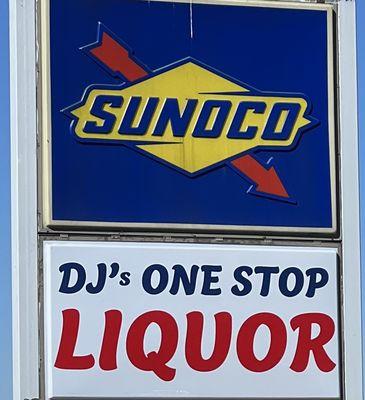 SUNOCO
DJ's ONE STOP
LIQUOR